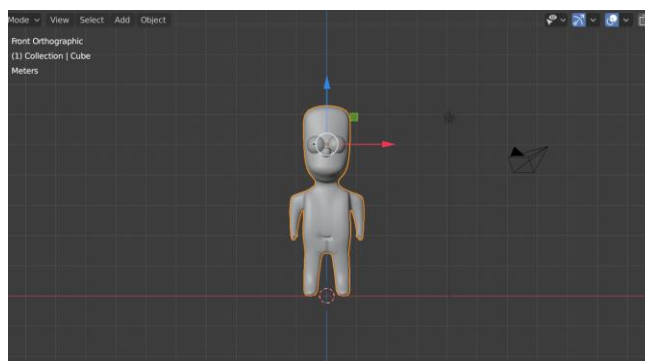 Mode View Select Add Object
Front Orthographic
(1) Collection | Cube
Meters